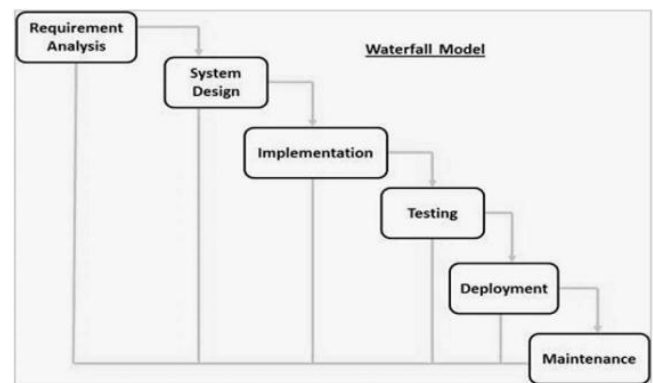 Requirement
Analysis
Waterfall Model
System
Design
Implementation
Testing
Deployment
Maintenance